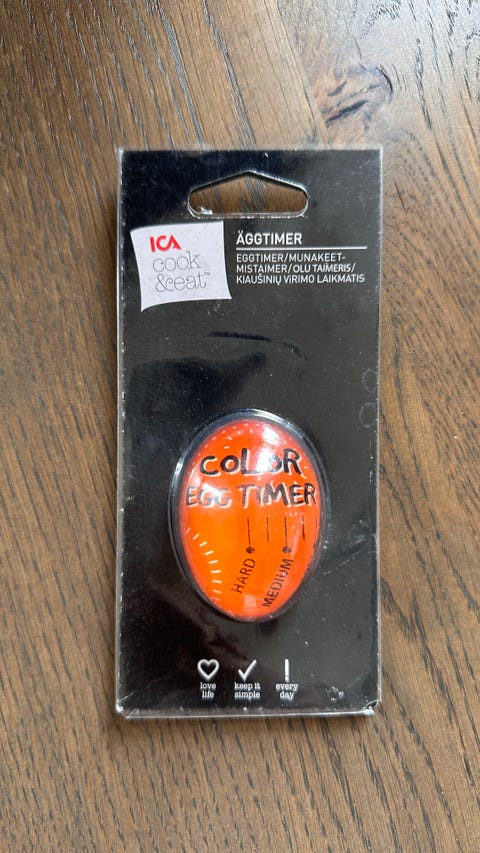 ICA
cook
&eat™
ÄGGTIMER
EGGTIMER/MUNAKEET-
MISTAIMER/OLU TAIMERIS/
KIAUŠINIŲ VIRIMO LAIKMATIS
COLOR
EGG TIMER
HARD
MEDIUM
love
life
keep it
simple
every
day